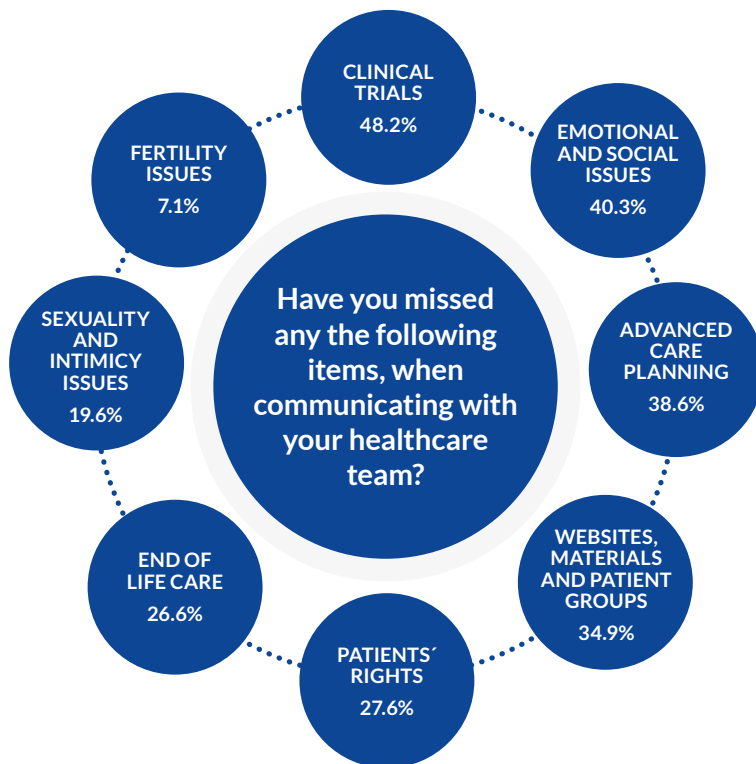 CLINICAL
TRIALS
48.2%
EMOTIONAL
AND SOCIAL
ISSUES
40.3%
ADVANCED
CARE
PLANNING
38.6%
WEBSITES,
MATERIALS
AND PATIENT
GROUPS
34.9%
PATIENTS´
RIGHTS
27.6%
END OF
LIFE CARE
26.6%
SEXUALITY
AND
INTIMICY
ISSUES
19.6%
FERTILITY
ISSUES
7.1%
Have you missed
any the following
items, when
communicating with
your healthcare
team?